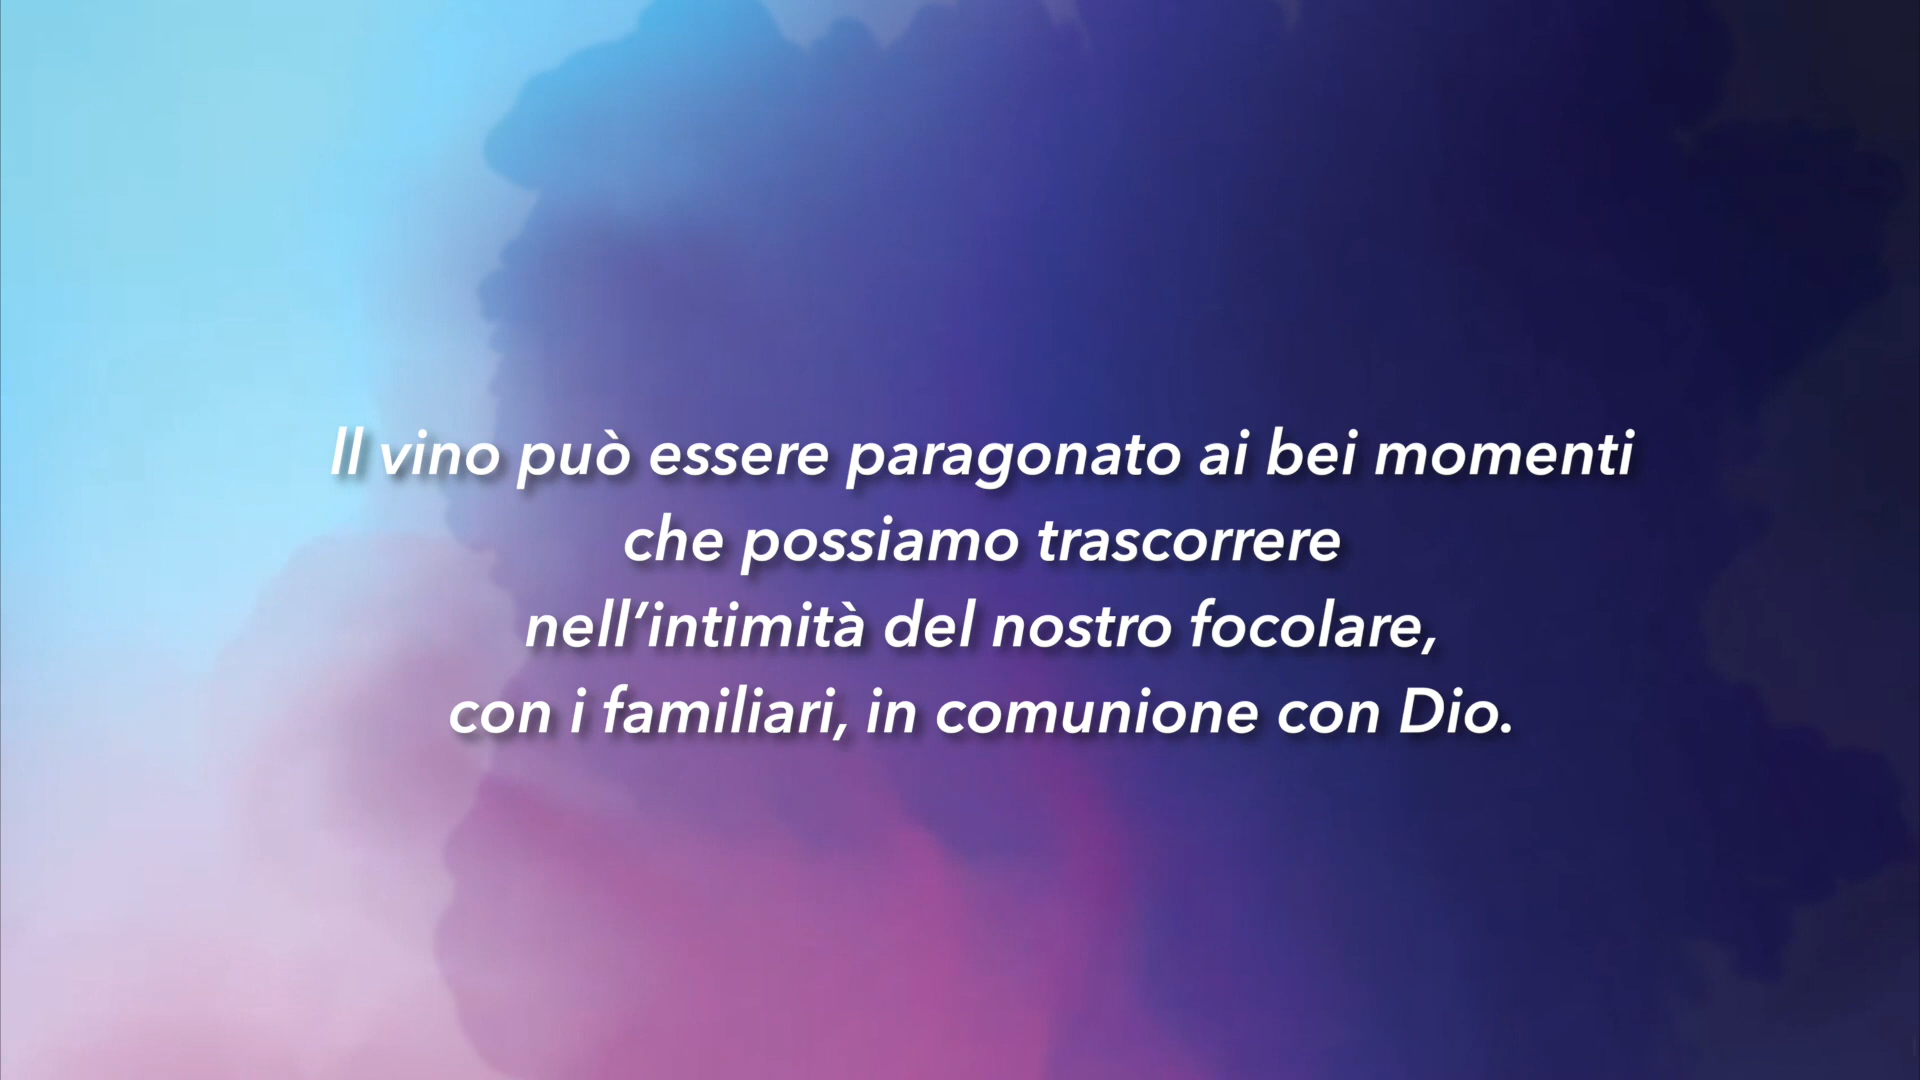 Il vino può essere paragonato ai bei momenti
che possiamo trascorrere
nell’intimità del nostro focolare,
con i familiari, in comunione con Dio.